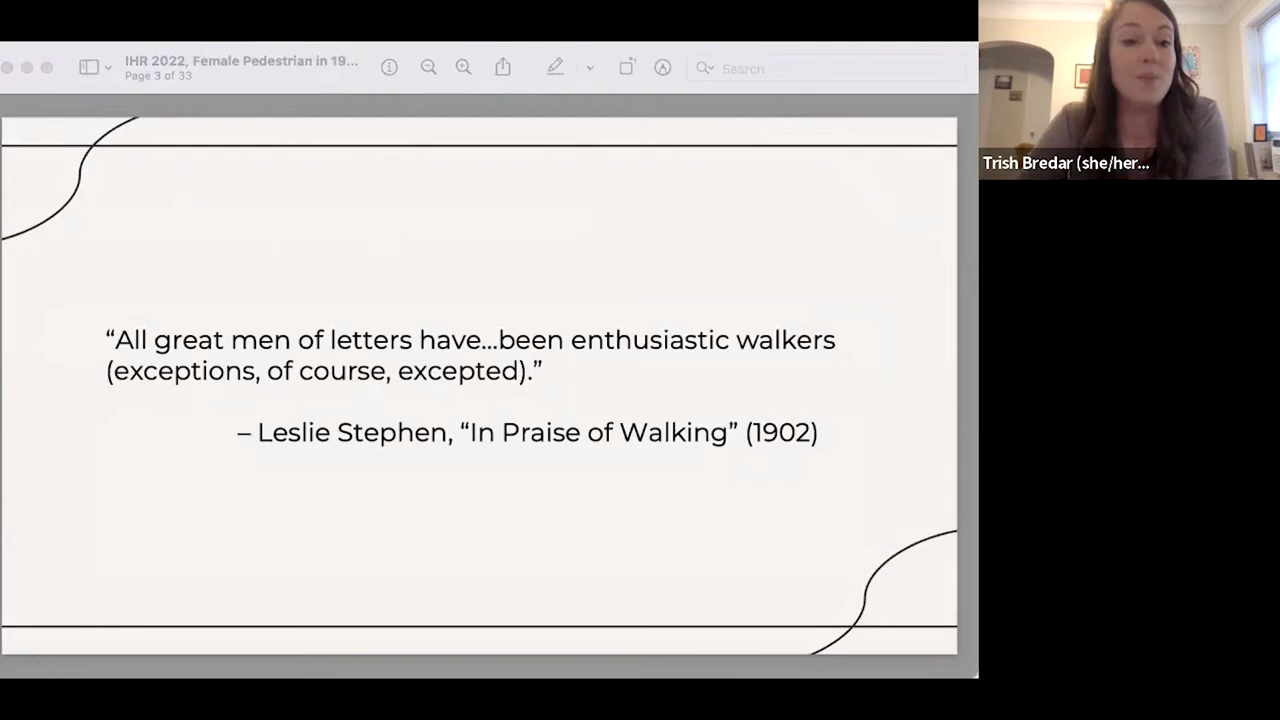 IHR 2022, Female Pedestrian in 19...
Page 3 of 33
Search
Trish Bredar (she/her...
“All great men of letters have...been enthusiastic walkers
(exceptions, of course, excepted).”
– Leslie Stephen, “In Praise of Walking” (1902)